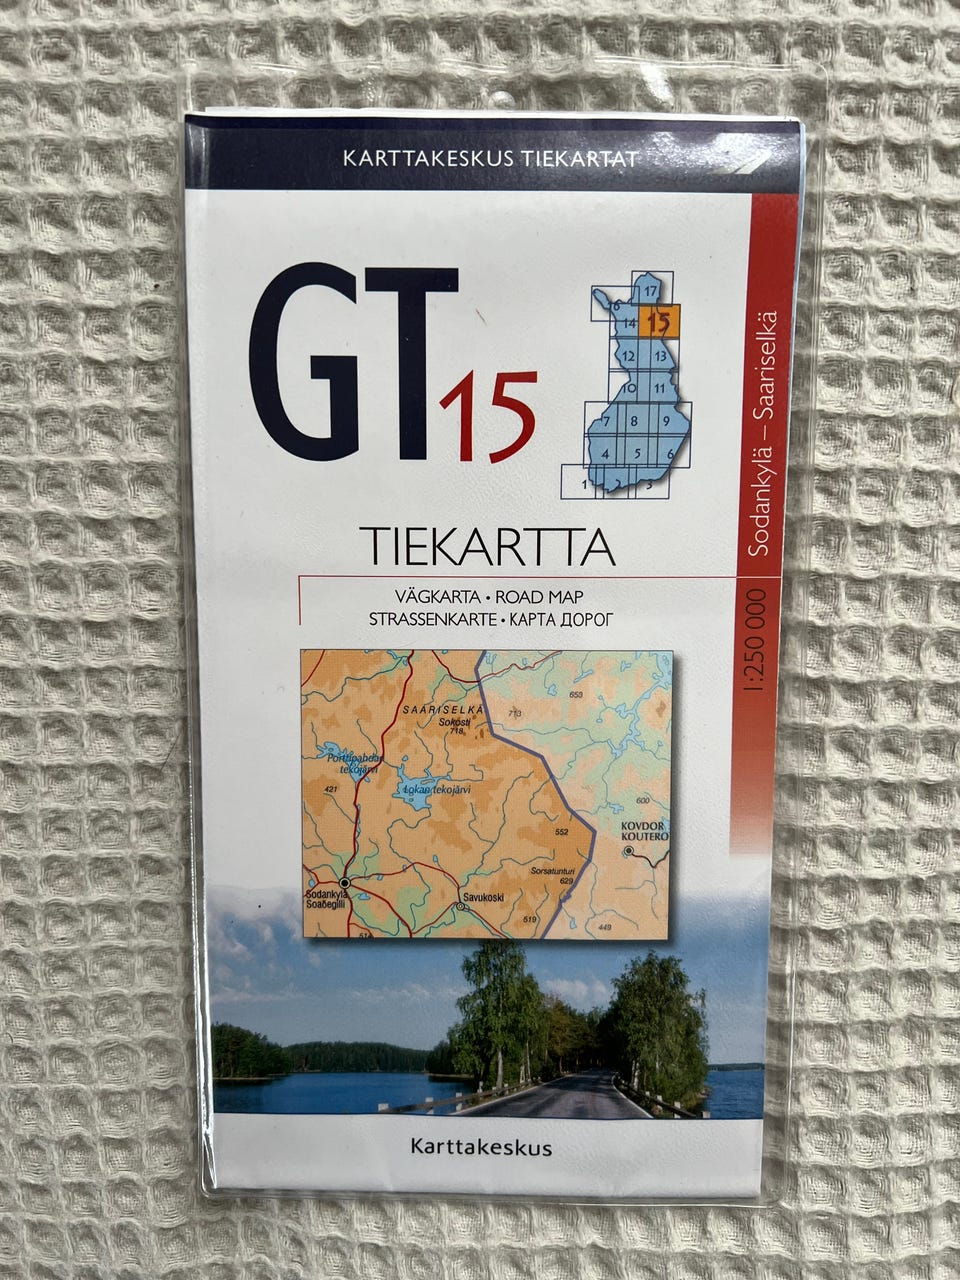 KARTTAKESKUS TIEKARTAT
GT15
17
16
14
15
12
13
10
11
7
8
9
4
5
6
1
2
3
Sodankylä – Saariselkä
TIEKARTTA
VÄGKARTA • ROAD MAP
STRASSENKARTE • КАРТА ДОРОГ
1:250 000
653
SAARISELKÄ
713
Sokosti
718
Porttipahdan
tekojärvi
Lokan tekojärvi
421
600
552
KOVDOR
KOUTERO
Sorsatunturi
629
Sodankylä
Soađegilli
Savukoski
519
449
514
Karttakeskus